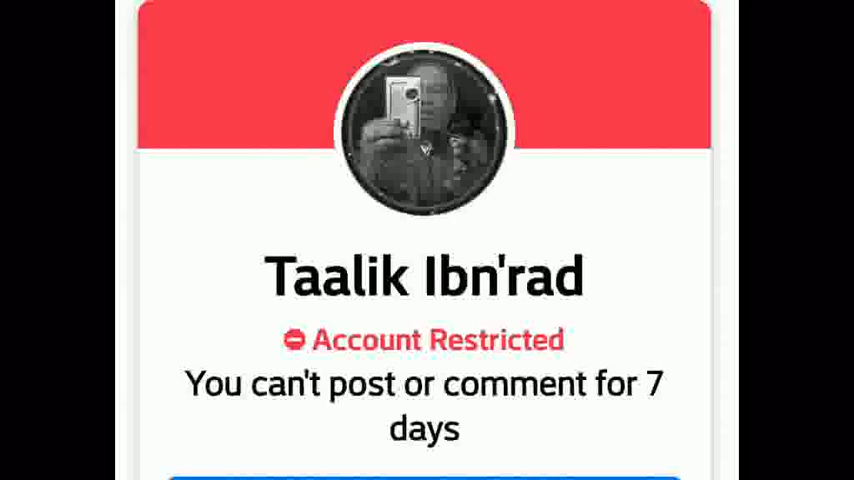 Taalik Ibn'rad
Account Restricted
You can't post or comment for 7
days